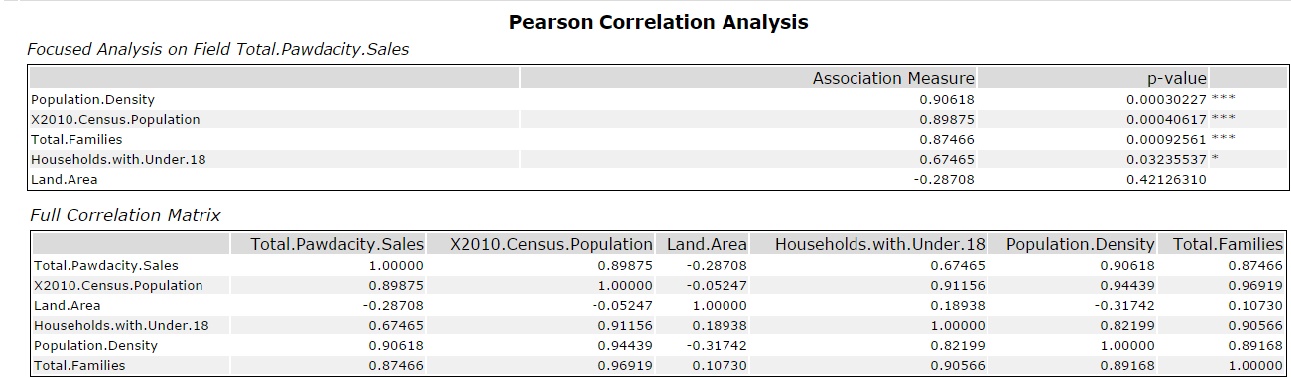 Pearson Correlation Analysis
Focused Analysis on Field Total.Pawdacity.Sales
Association Measure p-value
Population.Density 0.90618 0.00030227 ***
X2010.Census.Population 0.89875 0.00040617 ***
Total.Families 0.87466 0.00092561 ***
Households.with.Under.18 0.67465 0.03235537 *
Land.Area -0.28708 0.42126310
Full Correlation Matrix
Total.Pawdacity.Sales X2010.Census.Population Land.Area Households.with.Under.18 Population.Density Total.Families
Total.Pawdacity.Sales 1.00000 0.89875 -0.28708 0.67465 0.90618 0.87466
X2010.Census.Population 0.89875 1.00000 -0.05247 0.91156 0.94439 0.96919
Land.Area -0.28708 -0.05247 1.00000 0.18938 -0.31742 0.10730
Households.with.Under.18 0.67465 0.91156 0.18938 1.00000 0.82199 0.90566
Population.Density 0.90618 0.94439 -0.31742 0.82199 1.00000 0.89168
Total.Families 0.87466 0.96919 0.10730 0.90566 0.89168 1.00000